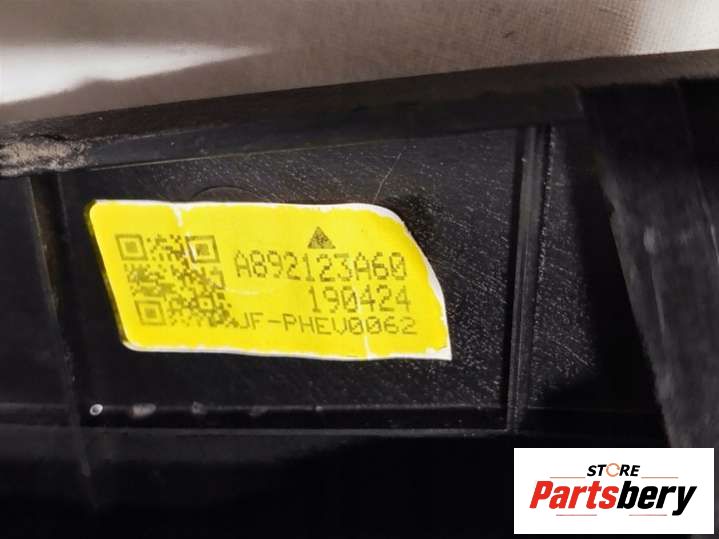 A892123A60
190424
JF-PHEV0062
STORE
Partsbery